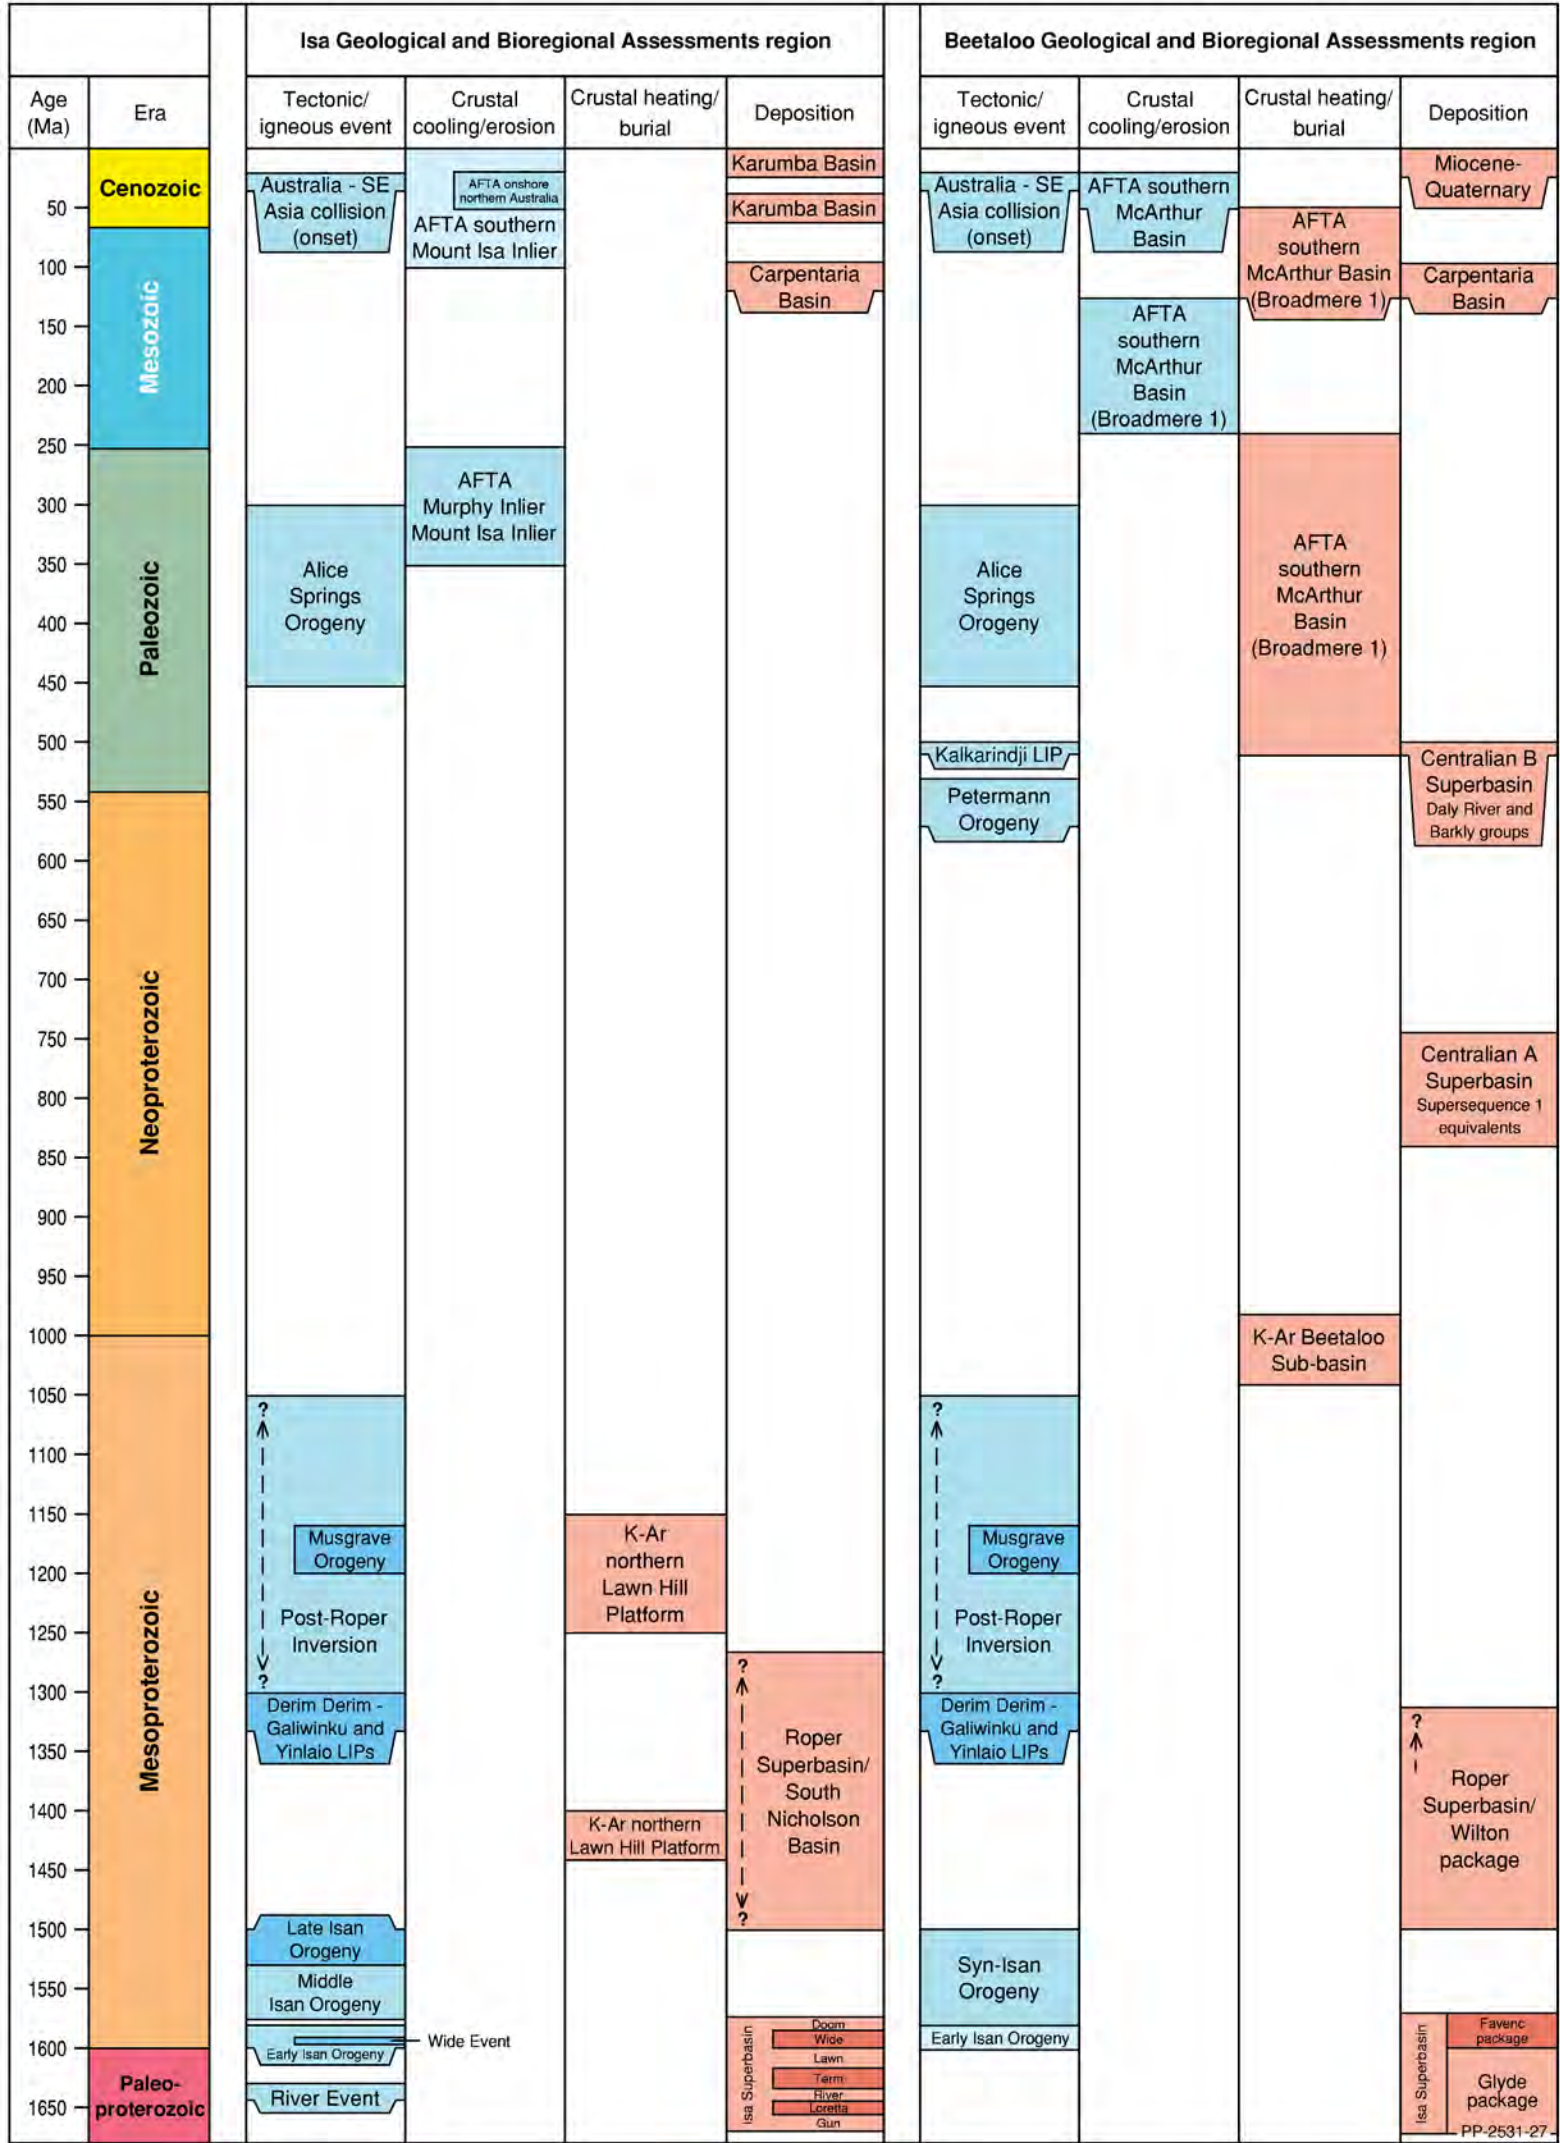 Isa Geological and Bioregional Assessments region
Beetaloo Geological and Bioregional Assessments region
Age
(Ma)
Era
Tectonic/
igneous event
Crustal
cooling/erosion
Crustal heating/
burial
Deposition
Tectonic/
igneous event
Crustal
cooling/erosion
Crustal heating/
burial
Deposition
50
100
150
200
250
300
350
400
450
500
550
600
650
700
750
800
850
900
950
1000
1050
1100
1150
1200
1250
1300
1350
1400
1450
1500
1550
1600
1650
Cenozoic
Mesozoic
Paleozoic
Neoproterozoic
Mesoproterozoic
Paleo-
proterozoic
Australia - SE
Asia collision
(onset)
Alice
Springs
Orogeny
?
Musgrave
Orogeny
Post-Roper
Inversion
?
Derim Derim -
Galiwinku and
Yinlaio LIPs
Late Isan
Orogeny
Middle
Isan Orogeny
Wide Event
Early Isan Orogeny
River Event
AFTA onshore
northern Australia
AFTA southern
Mount Isa Inlier
AFTA
Murphy Inlier
Mount Isa Inlier
K-Ar
northern
Lawn Hill
Platform
K-Ar northern
Lawn Hill Platform
Karumba Basin
Karumba Basin
Carpentaria
Basin
?
Roper
Superbasin/
South
Nicholson
Basin
?
Isa Superbasin
Doom
Wide
Lawn
Term
River
Loretta
Gun
Australia - SE
Asia collision
(onset)
Alice
Springs
Orogeny
Kalkarindji LIP
Petermann
Orogeny
?
Musgrave
Orogeny
Post-Roper
Inversion
?
Derim Derim -
Galiwinku and
Yinlaio LIPs
Syn-Isan
Orogeny
Early Isan Orogeny
AFTA southern
McArthur
Basin
AFTA
southern
McArthur
Basin
(Broadmere 1)
AFTA
southern
McArthur Basin
(Broadmere 1)
AFTA
southern
McArthur
Basin
(Broadmere 1)
K-Ar Beetaloo
Sub-basin
Miocene-
Quaternary
Carpentaria
Basin
Centralian B
Superbasin
Daly River and
Barkly groups
Centralian A
Superbasin
Supersequence 1
equivalents
?
Roper
Superbasin/
Wilton
package
Isa Superbasin
Favenc
package
Glyde
package
PP-2531-27